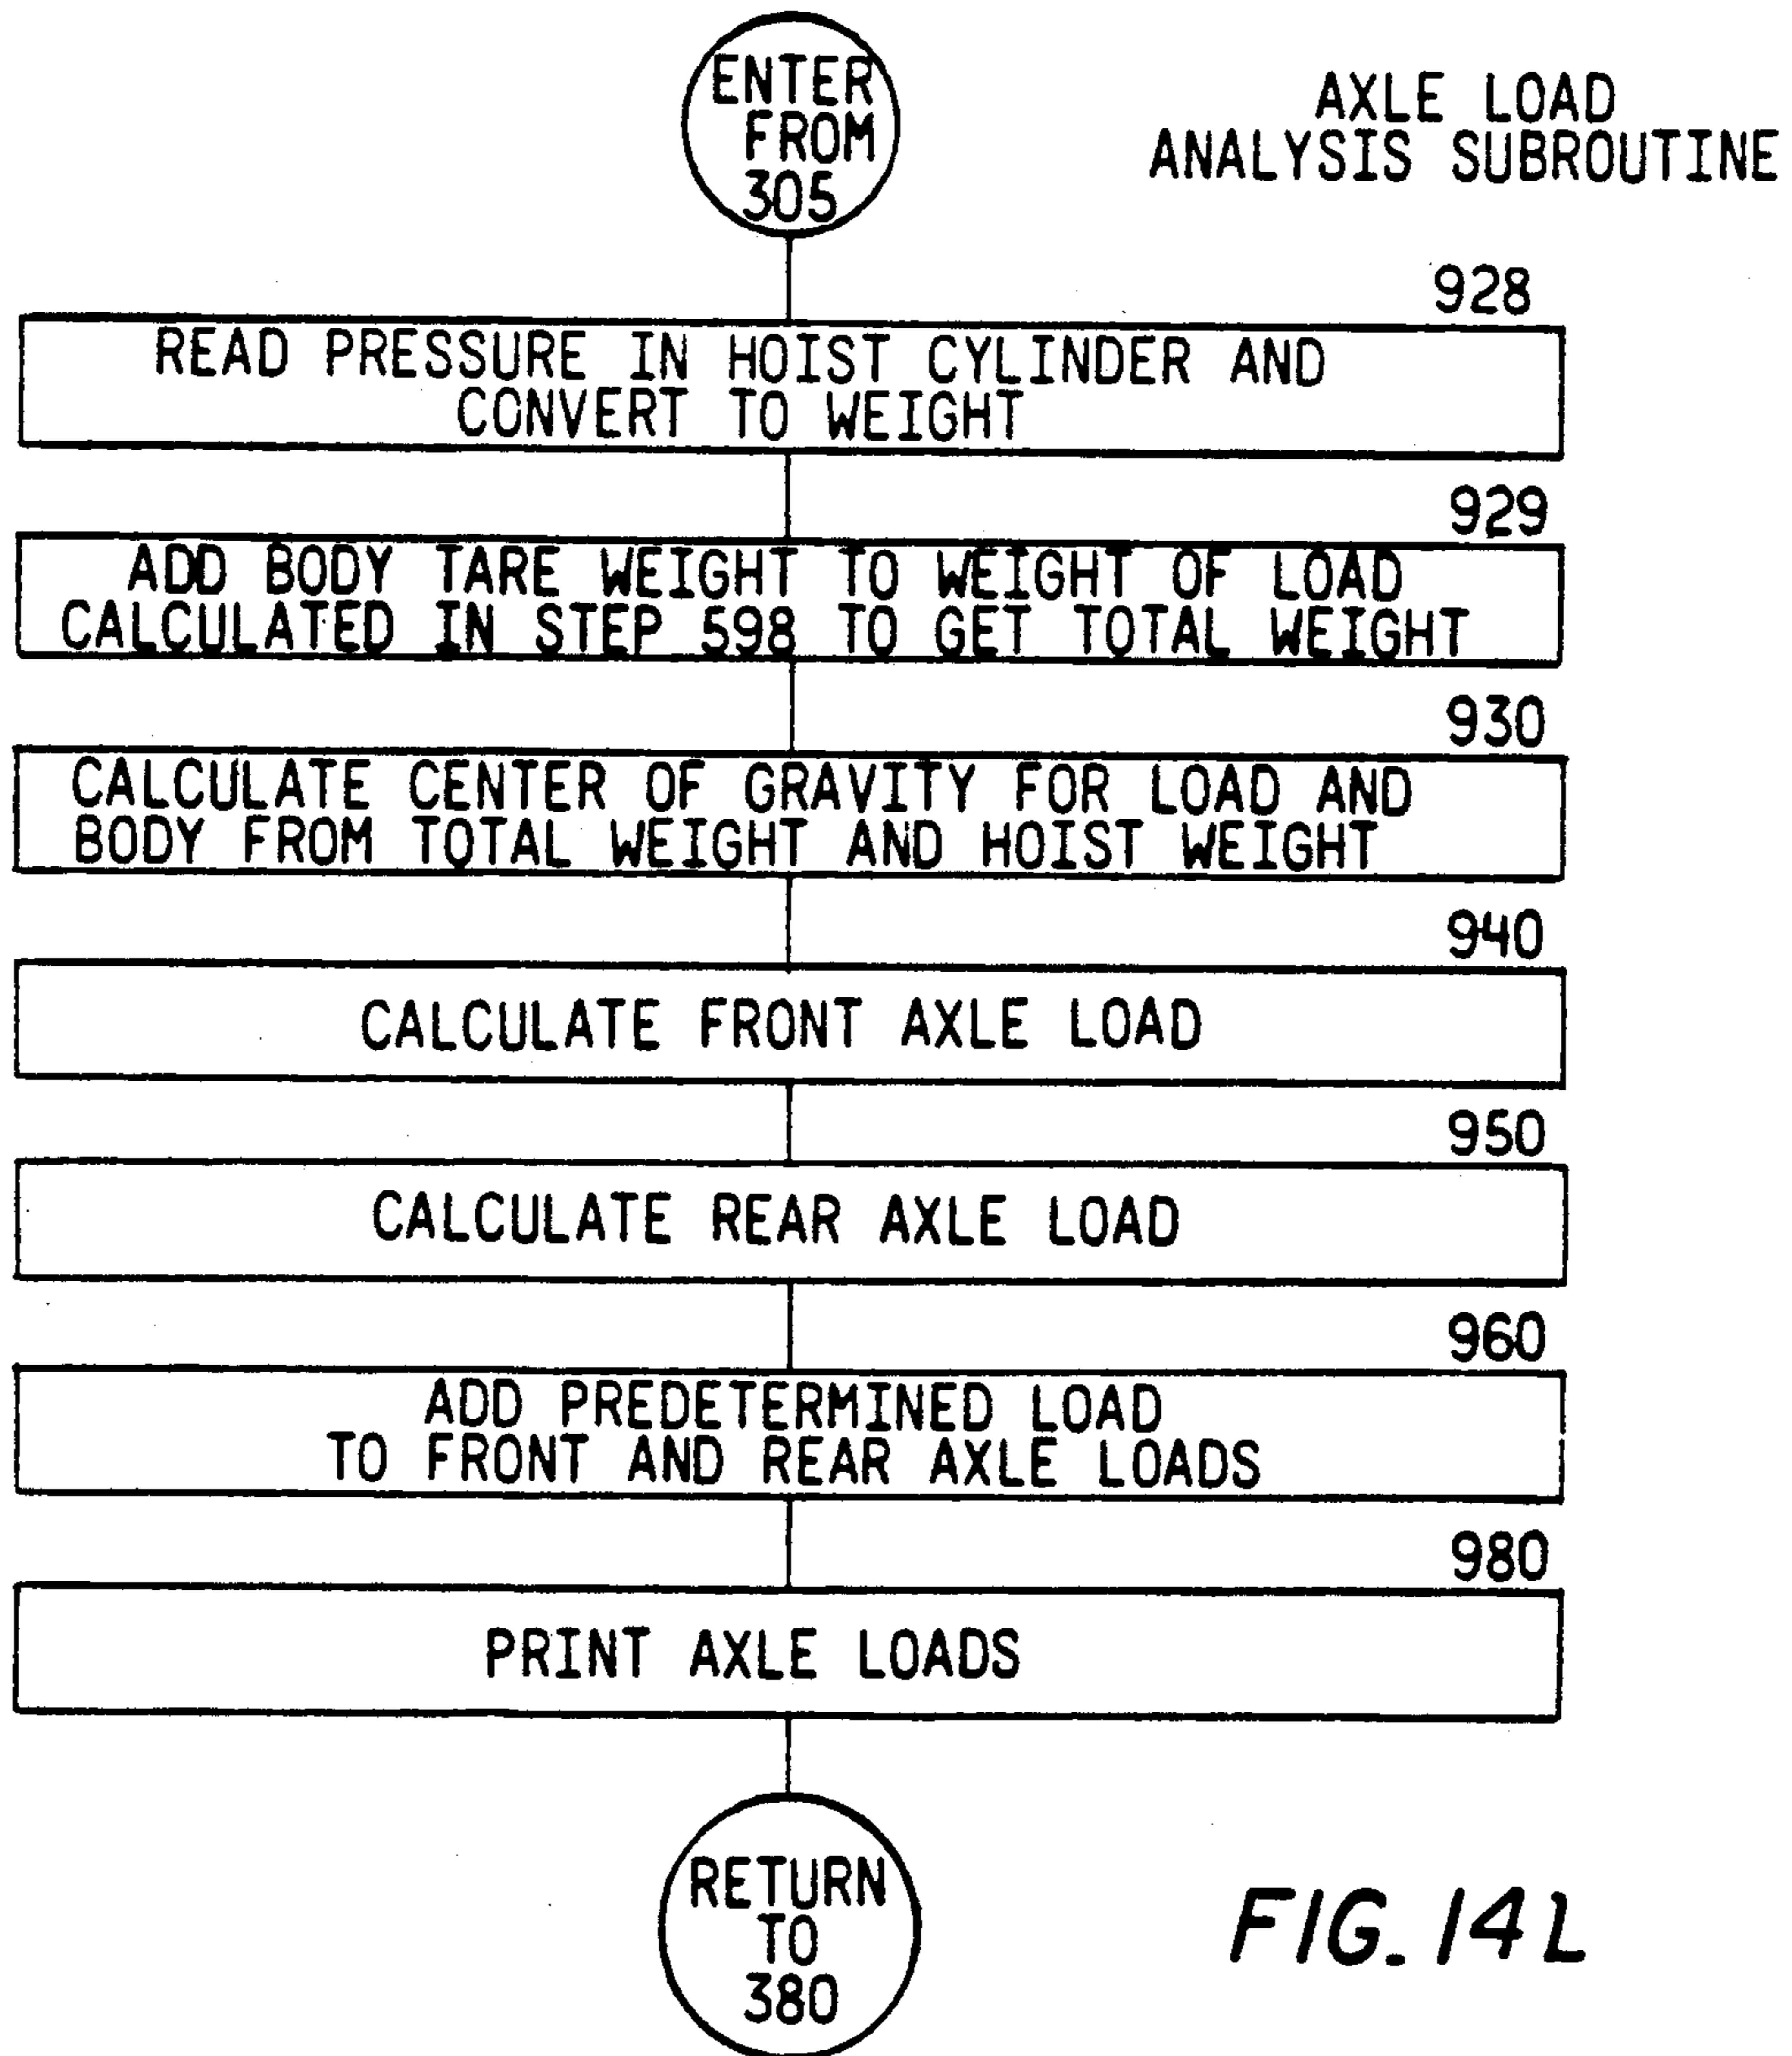 ENTER
FROM
305
AXLE LOAD
ANALYSIS SUBROUTINE
928
READ PRESSURE IN HOIST CYLINDER AND
CONVERT TO WEIGHT
929
ADD BODY TARE WEIGHT TO WEIGHT OF LOAD
CALCULATED IN STEP 598 TO GET TOTAL WEIGHT
930
CALCULATE CENTER OF GRAVITY FOR LOAD AND
BODY FROM TOTAL WEIGHT AND HOIST WEIGHT
940
CALCULATE FRONT AXLE LOAD
950
CALCULATE REAR AXLE LOAD
960
ADD PREDETERMINED LOAD
TO FRONT AND REAR AXLE LOADS
980
PRINT AXLE LOADS
RETURN
TO
380
FIG. 14L